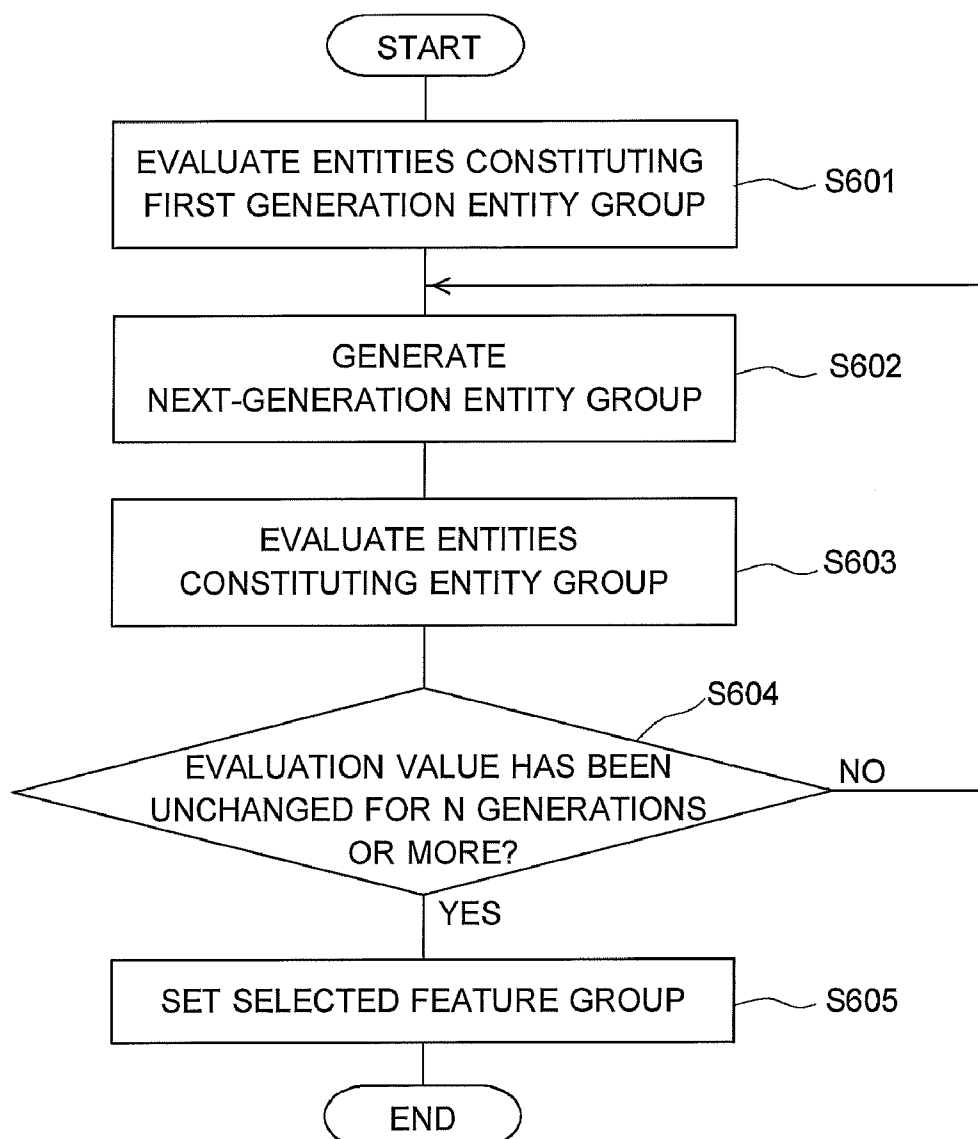 START
EVALUATE ENTITIES CONSTITUTING
FIRST GENERATION ENTITY GROUP
S601
GENERATE
NEXT-GENERATION ENTITY GROUP
S602
EVALUATE ENTITIES
CONSTITUTING ENTITY GROUP
S603
S604
EVALUATION VALUE HAS BEEN
UNCHANGED FOR N GENERATIONS
OR MORE?
NO
YES
SET SELECTED FEATURE GROUP
S605
END